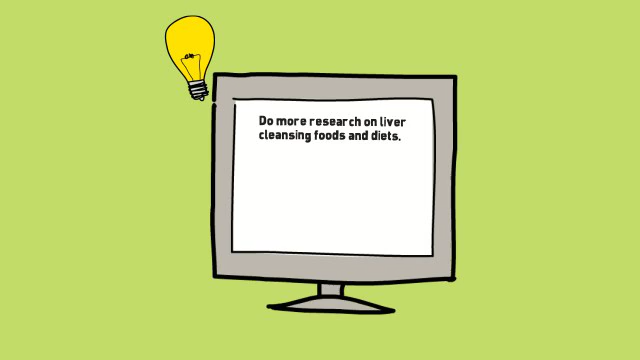 Do more research on liver
cleansing foods and diets.